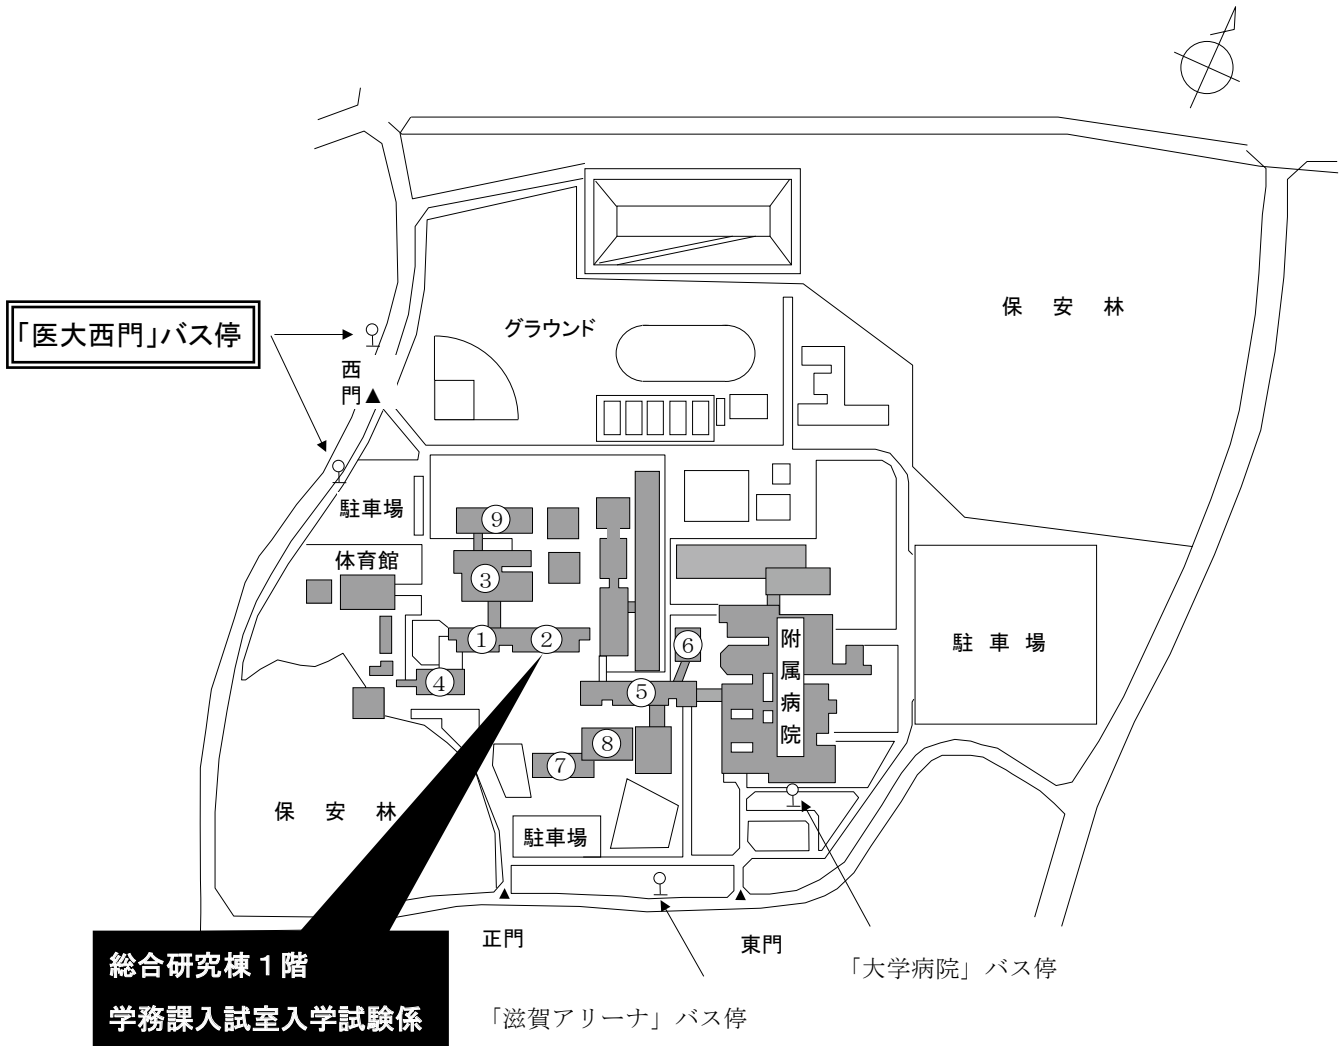 保 安 林
「医大西門」バス停
グラウンド
西
門
駐車場
⑨
体育館
③
①
②
⑥
附
属
病
院
駐 車 場
④
⑤
⑧
⑦
保 安 林
駐車場
正門
東門
総合研究棟１階
学務課入試室入学試験係
「大学病院」バス停
「滋賀アリーナ」バス停